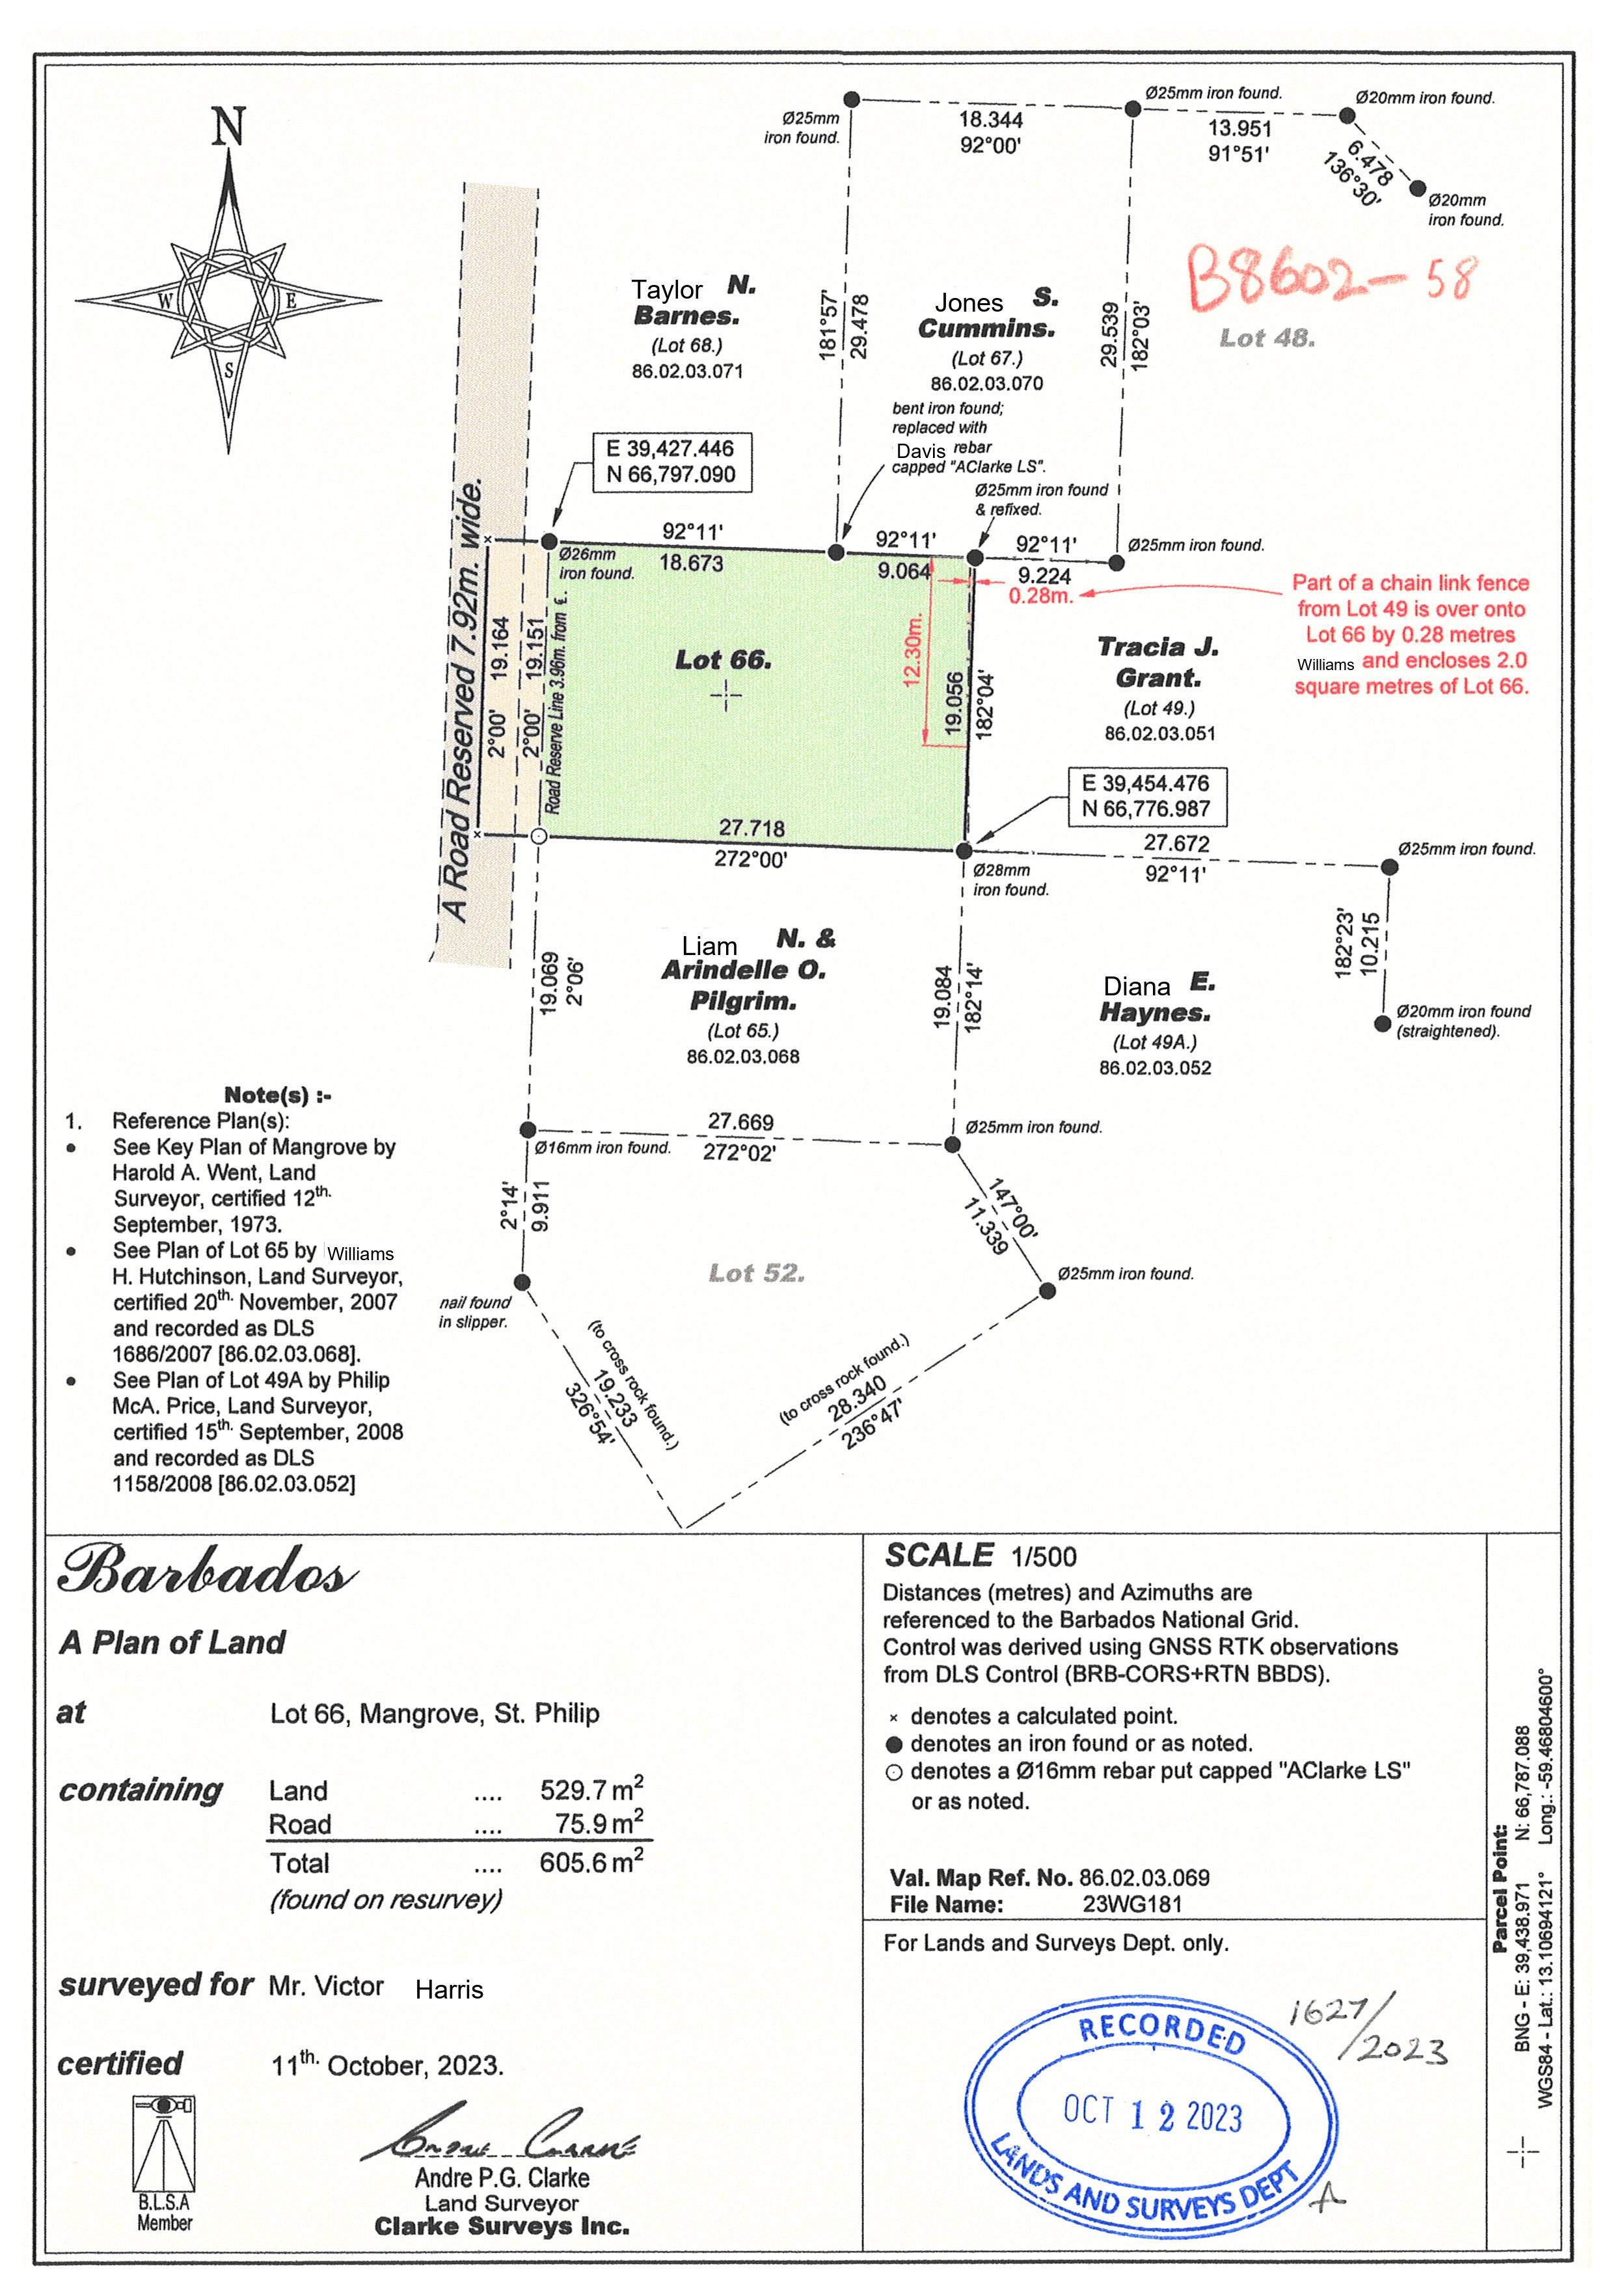 N
W
E
S
Ø25mm
iron found.
18.344
92°00'
Ø25mm iron found.
13.951
91°51'
Ø20mm iron found.
6.478
136°30'
Ø20mm
iron found.
B8602-58
Lot 48.
Taylor N.
Barnes.
(Lot 68.)
86.02.03.071
181°57'
29.478
Jones S.
Cummins.
(Lot 67.)
86.02.03.070
29.539
182°03'
bent iron found;
replaced with
Davis rebar
capped "AClarke LS".
Ø25mm iron found
& refixed.
E 39,427.446
N 66,797.090
A Road Reserved 7.92m. wide.
92°11'
18.673
Ø26mm
iron found.
92°11'
9.064
92°11'
9.224
Ø25mm iron found.
0.28m.
Part of a chain link fence
from Lot 49 is over onto
Lot 66 by 0.28 metres
Williams and encloses 2.0
square metres of Lot 66.
2°00'
19.164
2°00'
19.151
Road Reserve Line 3.96m. from ℄.
Lot 66.
12.30m.
19.056
182°04'
Tracia J.
Grant.
(Lot 49.)
86.02.03.051
E 39,454.476
N 66,776.987
27.718
272°00'
Ø28mm
iron found.
27.672
92°11'
Ø25mm iron found.
182°23'
10.215
Ø20mm iron found
(straightened).
19.069
2°06'
Liam N. &
Arindelle O.
Pilgrim.
(Lot 65.)
86.02.03.068
19.084
182°14'
Diana E.
Haynes.
(Lot 49A.)
86.02.03.052
27.669
272°02'
Ø16mm iron found.
Ø25mm iron found.
2°14'
9.911
147°00'
11.339
Ø25mm iron found.
nail found
in slipper.
Lot 52.
(to cross rock found.)
19.233
326°54'
(to cross rock found.)
28.340
236°47'
Note(s) :-
1. Reference Plan(s):
• See Key Plan of Mangrove by
Harold A. Went, Land
Surveyor, certified 12th.
September, 1973.
• See Plan of Lot 65 by Williams
H. Hutchinson, Land Surveyor,
certified 20th. November, 2007
and recorded as DLS
1686/2007 [86.02.03.068].
• See Plan of Lot 49A by Philip
McA. Price, Land Surveyor,
certified 15th. September, 2008
and recorded as DLS
1158/2008 [86.02.03.052]
Barbados
A Plan of Land
at Lot 66, Mangrove, St. Philip
containing Land .... 529.7 m²
Road .... 75.9 m²
Total .... 605.6 m²
(found on resurvey)
surveyed for Mr. Victor Harris
certified 11th. October, 2023.
B.L.S.A
Member
Andre P.G. Clarke
Land Surveyor
Clarke Surveys Inc.
SCALE 1/500
Distances (metres) and Azimuths are
referenced to the Barbados National Grid.
Control was derived using GNSS RTK observations
from DLS Control (BRB-CORS+RTN BBDS).
× denotes a calculated point.
● denotes an iron found or as noted.
⊙ denotes a Ø16mm rebar put capped "AClarke LS"
or as noted.
Val. Map Ref. No. 86.02.03.069
File Name: 23WG181
For Lands and Surveys Dept. only.
RECORDED
OCT 12 2023
LANDS AND SURVEYS DEPT
1627/2023
A
Parcel Point:
BNG - E: 39,438.971 N: 66,787.088
WGS84 - Lat.: 13.10694121° Long.: -59.46804600°